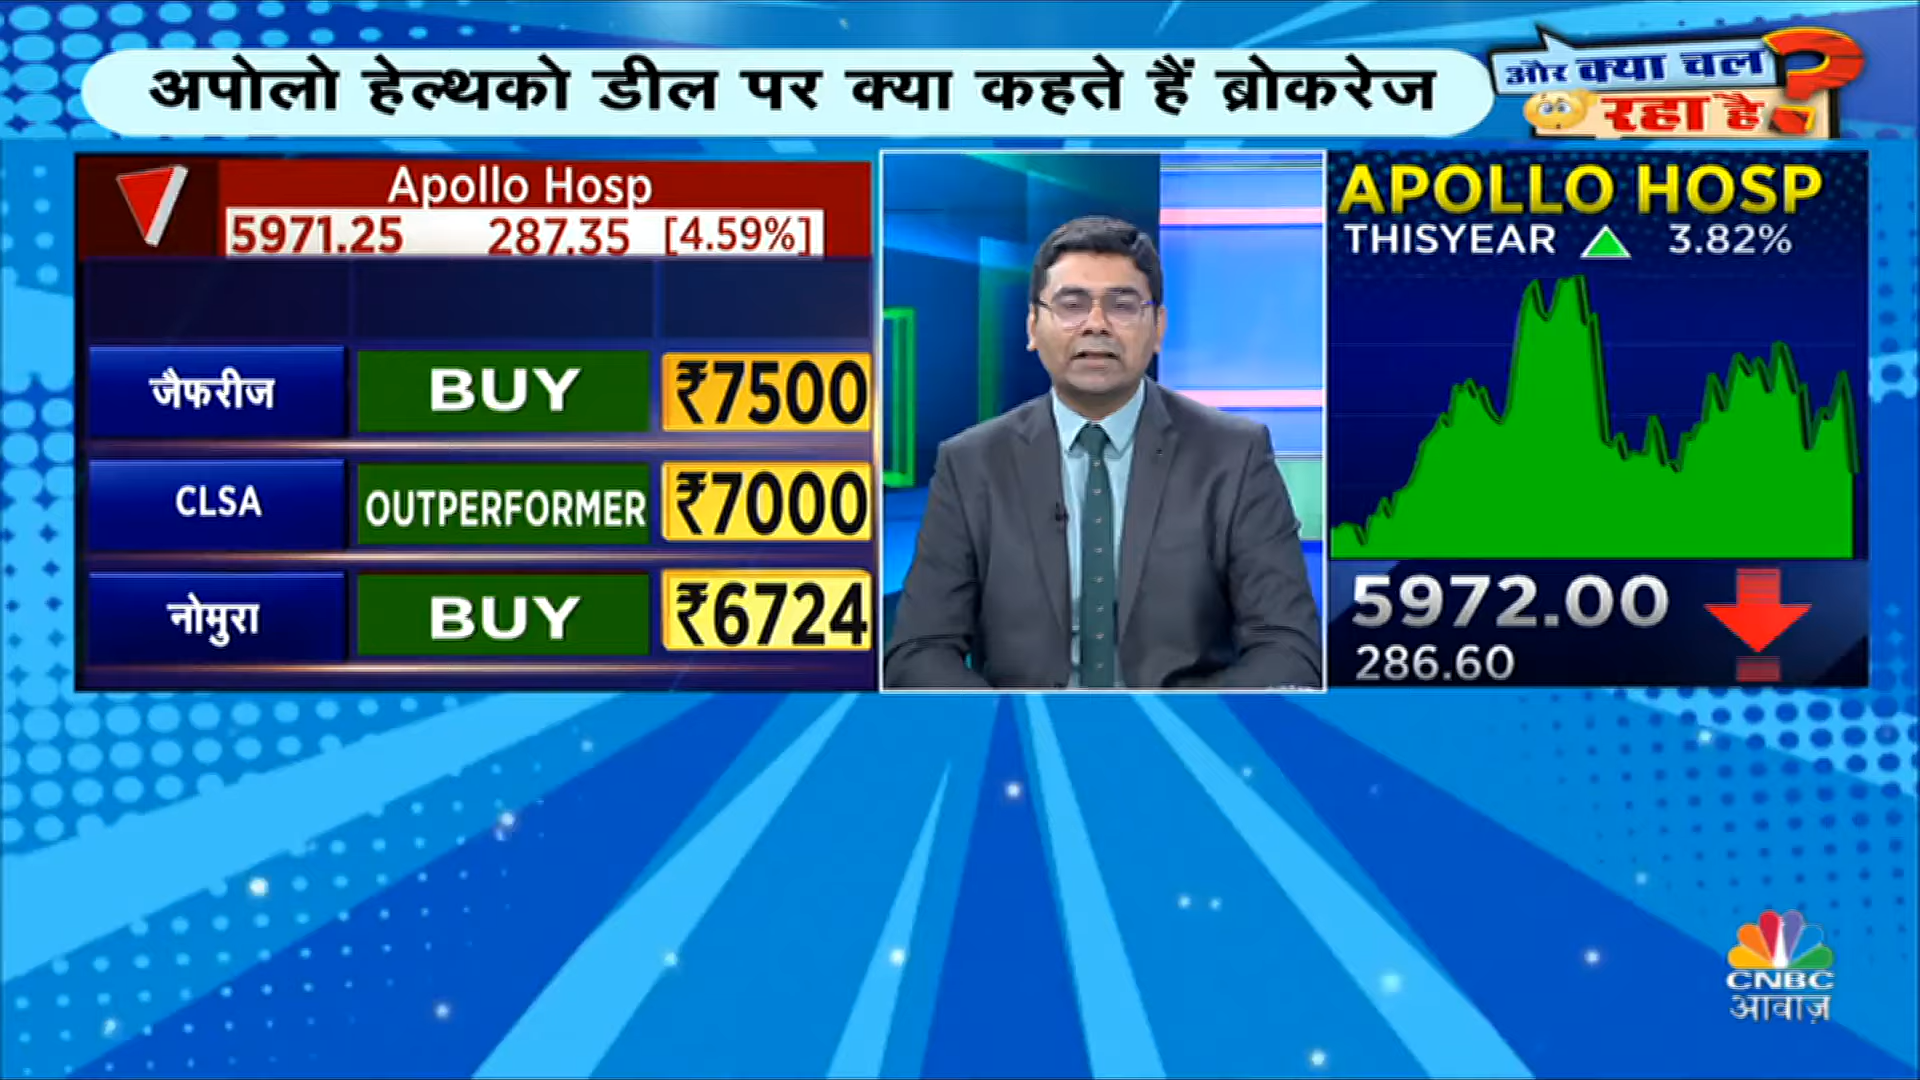 अपोलो हेल्थको डील पर क्या कहते हैं ब्रोकरेज
और क्या चल
रहा है ?
Apollo Hosp
5971.25 287.35 [4.59%]
जैफरीज BUY ₹7500
CLSA OUTPERFORMER ₹7000
नोमुरा BUY ₹6724
APOLLO HOSP
THISYEAR 3.82%
5972.00
286.60
CNBC
आवाज़